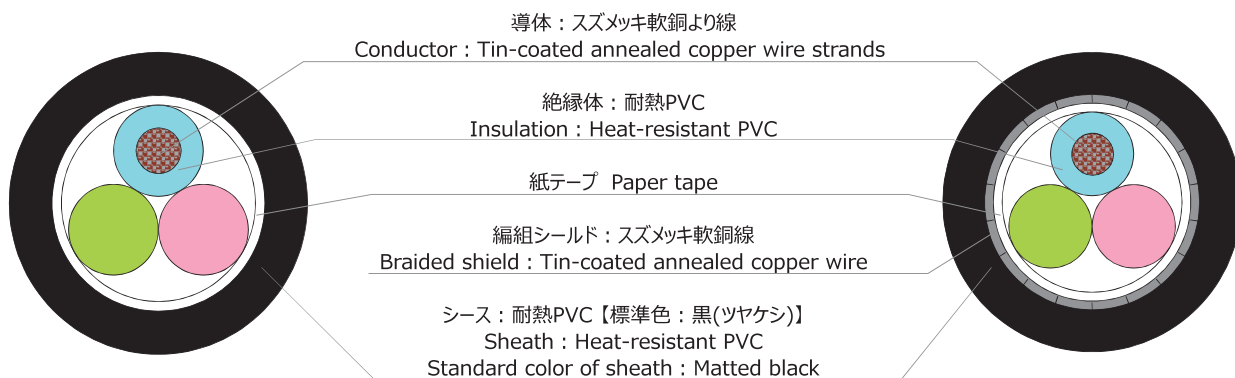 導体：スズメッキ軟銅より線
Conductor : Tin-coated annealed copper wire strands
絶縁体：耐熱PVC
Insulation : Heat-resistant PVC
紙テープ Paper tape
編組シールド：スズメッキ軟銅線
Braided shield : Tin-coated annealed copper wire
シース：耐熱PVC【標準色：黒(ツヤケシ)】
Sheath : Heat-resistant PVC
Standard color of sheath : Matted black